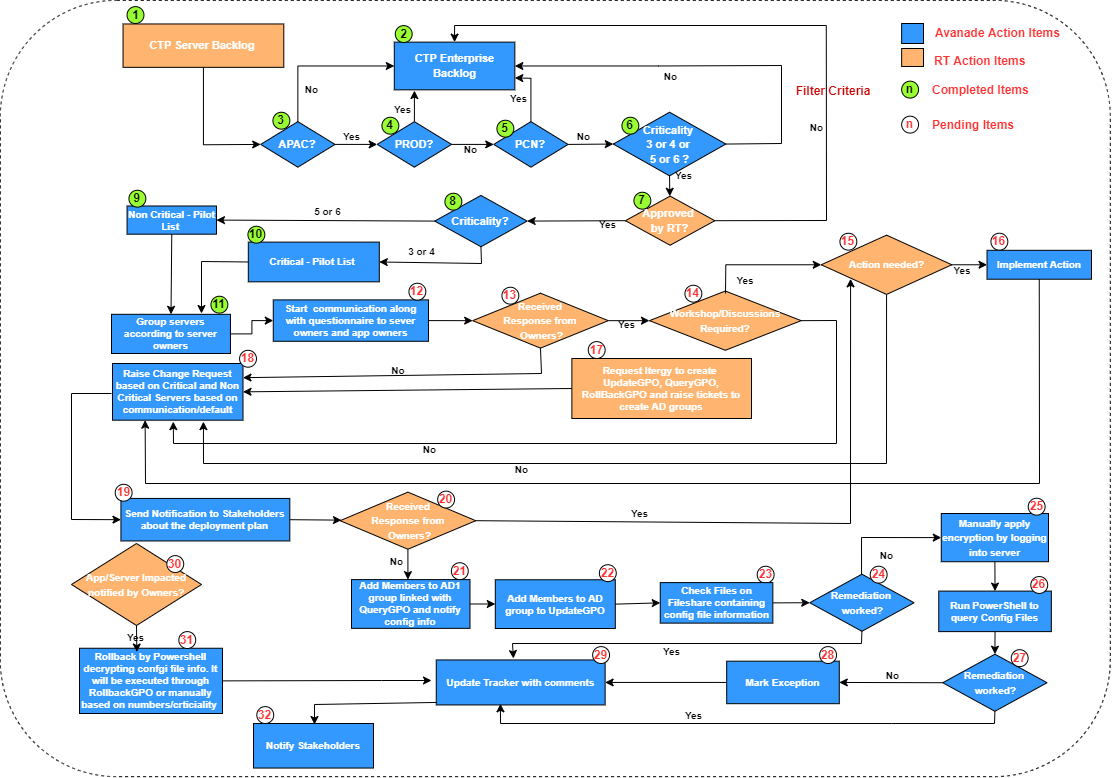 1
CTP Server Backlog
2
CTP Enterprise
Backlog
Avanade Action Items
RT Action Items
n
Completed Items
n
Pending Items
Filter Criteria
No
No
Yes
Yes
3
APAC?
Yes
4
PROD?
No
5
PCN?
No
6
Criticality
3 or 4 or
5 or 6 ?
No
Yes
7
Approved
by RT?
Yes
8
Criticality?
5 or 6
3 or 4
9
Non Critical - Pilot
List
10
Critical - Pilot List
11
Group servers
according to server
owners
12
Start  communication along
with questionnaire to sever
owners and app owners
13
Received
Response from
Owners?
Yes
No
14
Workshop/Discussions
Required?
Yes
No
15
Action needed?
Yes
No
16
Implement Action
17
Request Itergy to create
UpdateGPO, QueryGPO,
RollBackGPO and raise tickets to
create AD groups
18
Raise Change Request
based on Critical and Non
Critical Servers based on
communication/default
19
Send Notification to Stakeholders
about the deployment plan
20
Received
Response from
Owners?
Yes
No
21
Add Members to AD1
group linked with
QueryGPO and notify
config info
22
Add Members to AD
group to UpdateGPO
23
Check Files on
Fileshare containing
config file information
24
Remediation
worked?
No
Yes
25
Manually apply
encryption by logging
into server
26
Run PowerShell to
query Config Files
27
Remediation
worked?
No
Yes
28
Mark Exception
29
Update Tracker with comments
30
App/Server Impacted
notified by Owners?
Yes
31
Rollback by Powershell
decrypting confgi file info. It
will be executed through
RollbackGPO or manually
based on numbers/crticiality
32
Notify Stakeholders